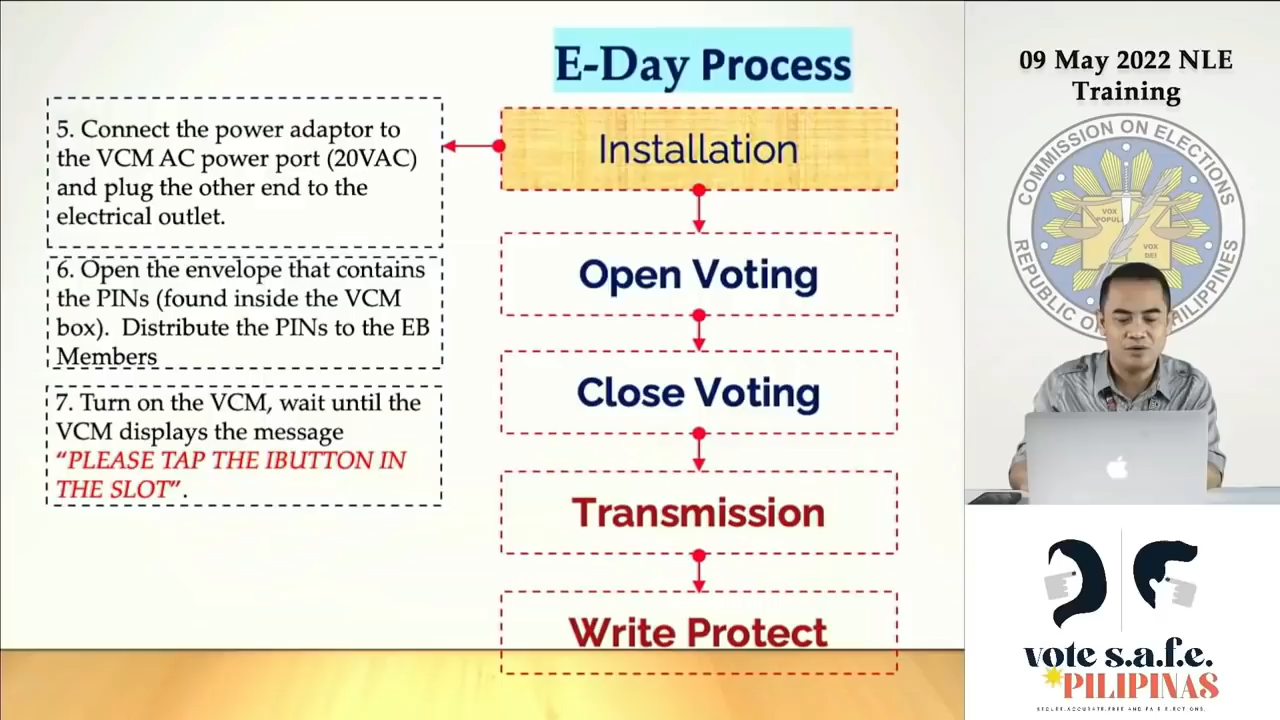 E-Day Process
5. Connect the power adaptor to
the VCM AC power port (20VAC)
and plug the other end to the
electrical outlet.
6. Open the envelope that contains
the PINs (found inside the VCM
box).  Distribute the PINs to the EB
Members
7. Turn on the VCM, wait until the
VCM displays the message
“PLEASE TAP THE IBUTTON IN
THE SLOT”.
Installation
Open Voting
Close Voting
Transmission
Write Protect
09 May 2022 NLE
Training
COMMISSION ON ELECTIONS
REPUBLIC
PHILIPPINES
VOX
VOX
DEI
vote s.a.f.e.
PILIPINAS